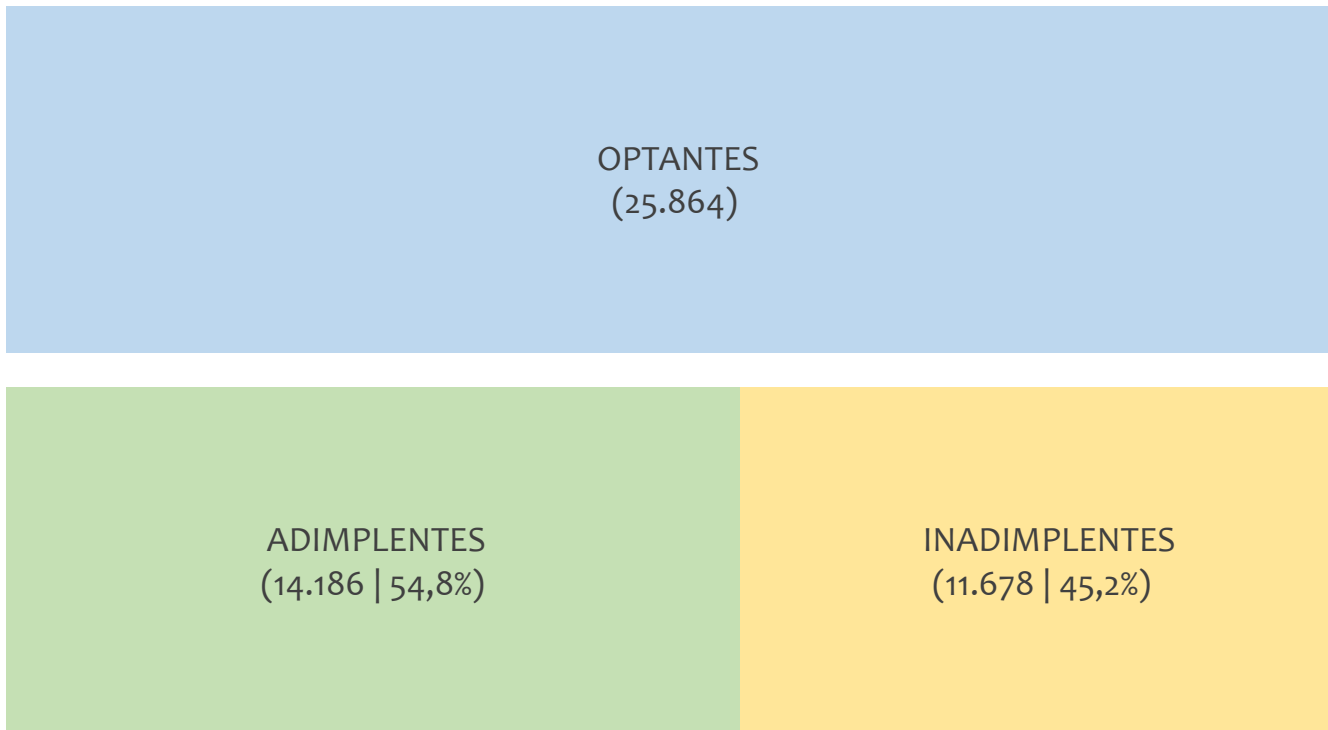 OPTANTES
(25.864)
ADIMPLENTES
(14.186 | 54,8%)
INADIMPLENTES
(11.678 | 45,2%)